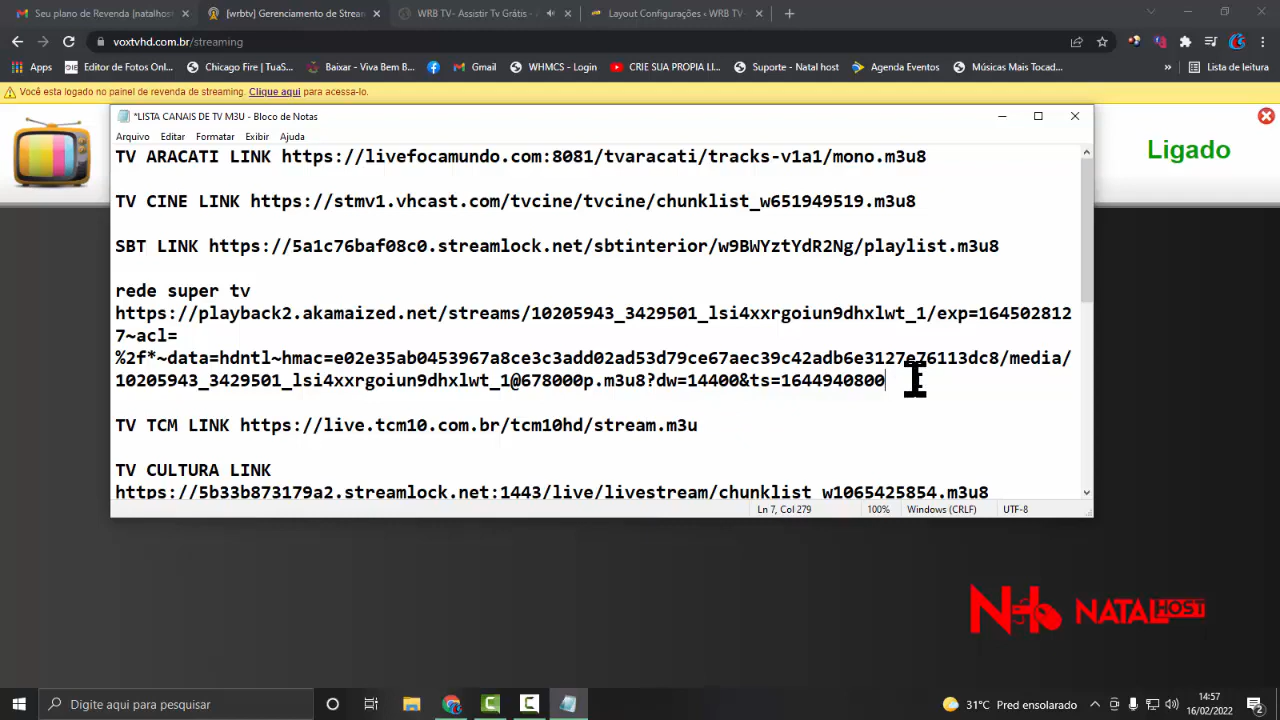 Seu plano de Revenda [natalhos
[wrbtv] Gerenciamento de Strean
WRB TV - Assistir Tv Grátis -
Layout Configurações ‹ WRB TV -
voxtvhd.com.br/streaming
Apps
Editor de Fotos Onl...
Chicago Fire | TuaS...
Baixar - Viva Bem B...
Gmail
WHMCS - Login
CRIE SUA PROPIA LI...
Suporte - Natal host
Agenda Eventos
Músicas Mais Tocad...
»
Lista de leitura
Você esta logado no painel de revenda de streaming. Clique aqui para acessa-lo.
*LISTA CANAIS DE TV M3U - Bloco de Notas
Arquivo Editar Formatar Exibir Ajuda
Ligado
TV ARACATI LINK https://livefocamundo.com:8081/tvaracati/tracks-v1a1/mono.m3u8
TV CINE LINK https://stmv1.vhcast.com/tvcine/tvcine/chunklist_w651949519.m3u8
SBT LINK https://5a1c76baf08c0.streamlock.net/sbtinterior/w9BWYztYdR2Ng/playlist.m3u8
rede super tv
https://playback2.akamaized.net/streams/10205943_3429501_lsi4xxrgoiun9dhxlwt_1/exp=164502812
7~acl=
%2f*~data=hdntl~hmac=e02e35ab0453967a8ce3c3add02ad53d79ce67aec39c42adb6e3127e76113dc8/media/
10205943_3429501_lsi4xxrgoiun9dhxlwt_1@678000p.m3u8?dw=14400&ts=1644940800
TV TCM LINK https://live.tcm10.com.br/tcm10hd/stream.m3u
TV CULTURA LINK
https://5b33b873179a2.streamlock.net:1443/live/livestream/chunklist_w1065425854.m3u8
Ln 7, Col 279
100%
Windows (CRLF)
UTF-8
NH NATALHOST
Digite aqui para pesquisar
31°C Pred ensolarado
14:57
16/02/2022
2